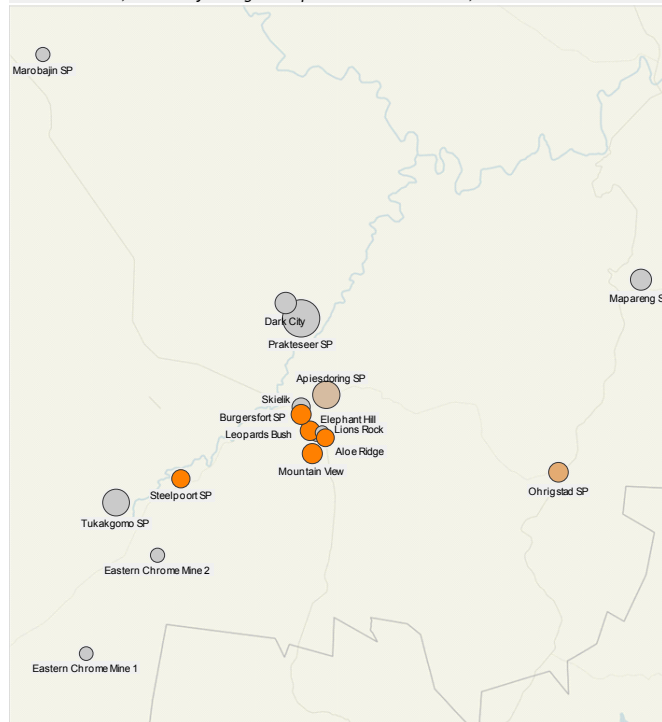 Marobajin SP
Mapareng S
Dark City
Prakteseer SP
Apiesdoring SP
Skielik
Burgersfort SP
Elephant Hill
Leopards Bush
Lions Rock
Aloe Ridge
Mountain View
Steelpoort SP
Ohrigstad SP
Tukakgomo SP
Eastern Chrome Mine 2
Eastern Chrome Mine 1